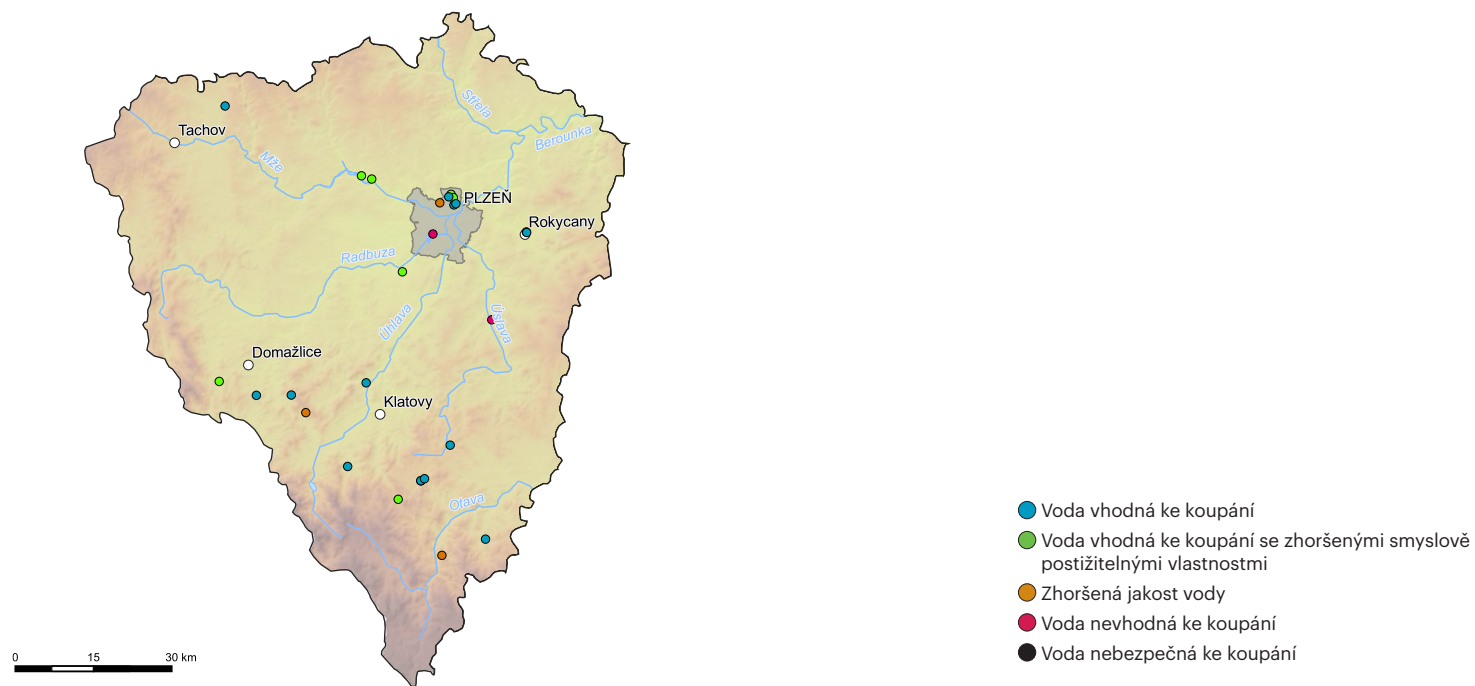 Střela
Tachov
Berounka
Mže
PLZEŇ
Rokycany
Radbuza
Úhlava
Úslava
Domažlice
Klatovy
Otava
Voda vhodná ke koupání
Voda vhodná ke koupání se zhoršenými smyslově
postižitelnými vlastnostmi
Zhoršená jakost vody
Voda nevhodná ke koupání
Voda nebezpečná ke koupání
0 15 30 km